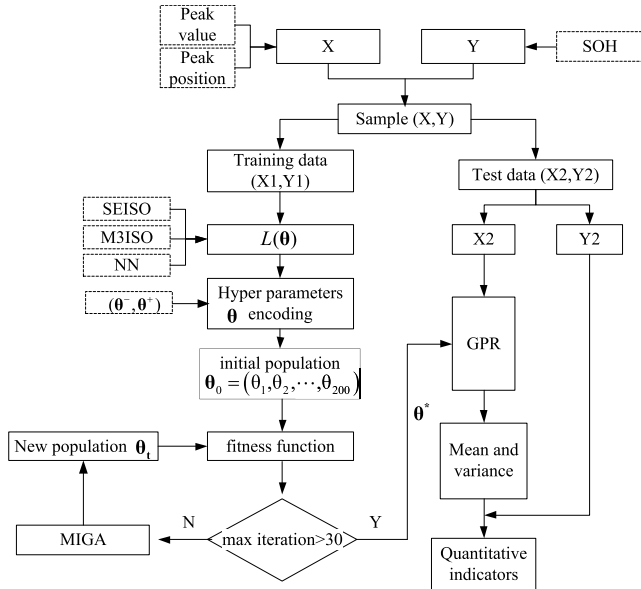 Peak
value
Peak
position
X
Y
SOH
Sample (X,Y)
Training data
(X1,Y1)
Test data (X2,Y2)
SEISO
M3ISO
NN
L(θ)
X2
Y2
(θ⁻,θ⁺)
Hyper parameters
θ encoding
GPR
initial population
θ₀ = (θ₁,θ₂,⋯,θ₂₀₀)
θ*
New population θₜ
fitness function
Mean and
variance
N
max iteration>30
Y
MIGA
Quantitative
indicators